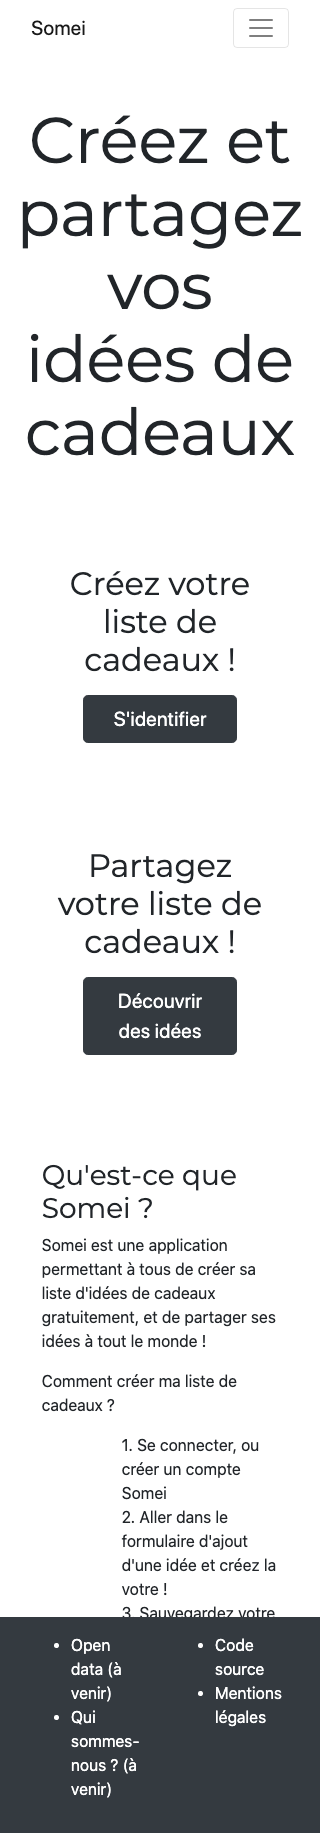 Somei
Créez et
partagez
vos
idées de
cadeaux
Créez votre
liste de
cadeaux !
S'identifier
Partagez
votre liste de
cadeaux !
Découvrir
des idées
Qu'est-ce que
Somei ?
Somei est une application
permettant à tous de créer sa
liste d'idées de cadeaux
gratuitement, et de partager ses
idées à tout le monde !
Comment créer ma liste de
cadeaux ?
1. Se connecter, ou
créer un compte
Somei
2. Aller dans le
formulaire d'ajout
d'une idée et créez la
votre !
3. Sauvegardez votre
• Open
data (à
venir)
• Qui
sommes-
nous ? (à
venir)
• Code
source
• Mentions
légales